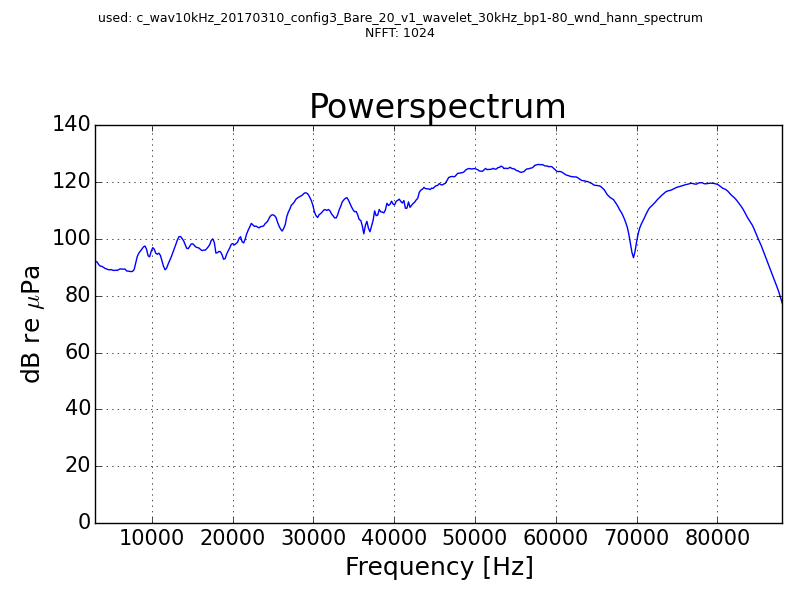 used: c_wav10kHz_20170310_config3_Bare_20_v1_wavelet_30kHz_bp1-80_wnd_hann_spectrum
NFFT: 1024
Powerspectrum
140
120
100
80
60
40
20
0
dB re μPa
10000 20000 30000 40000 50000 60000 70000 80000
Frequency [Hz]